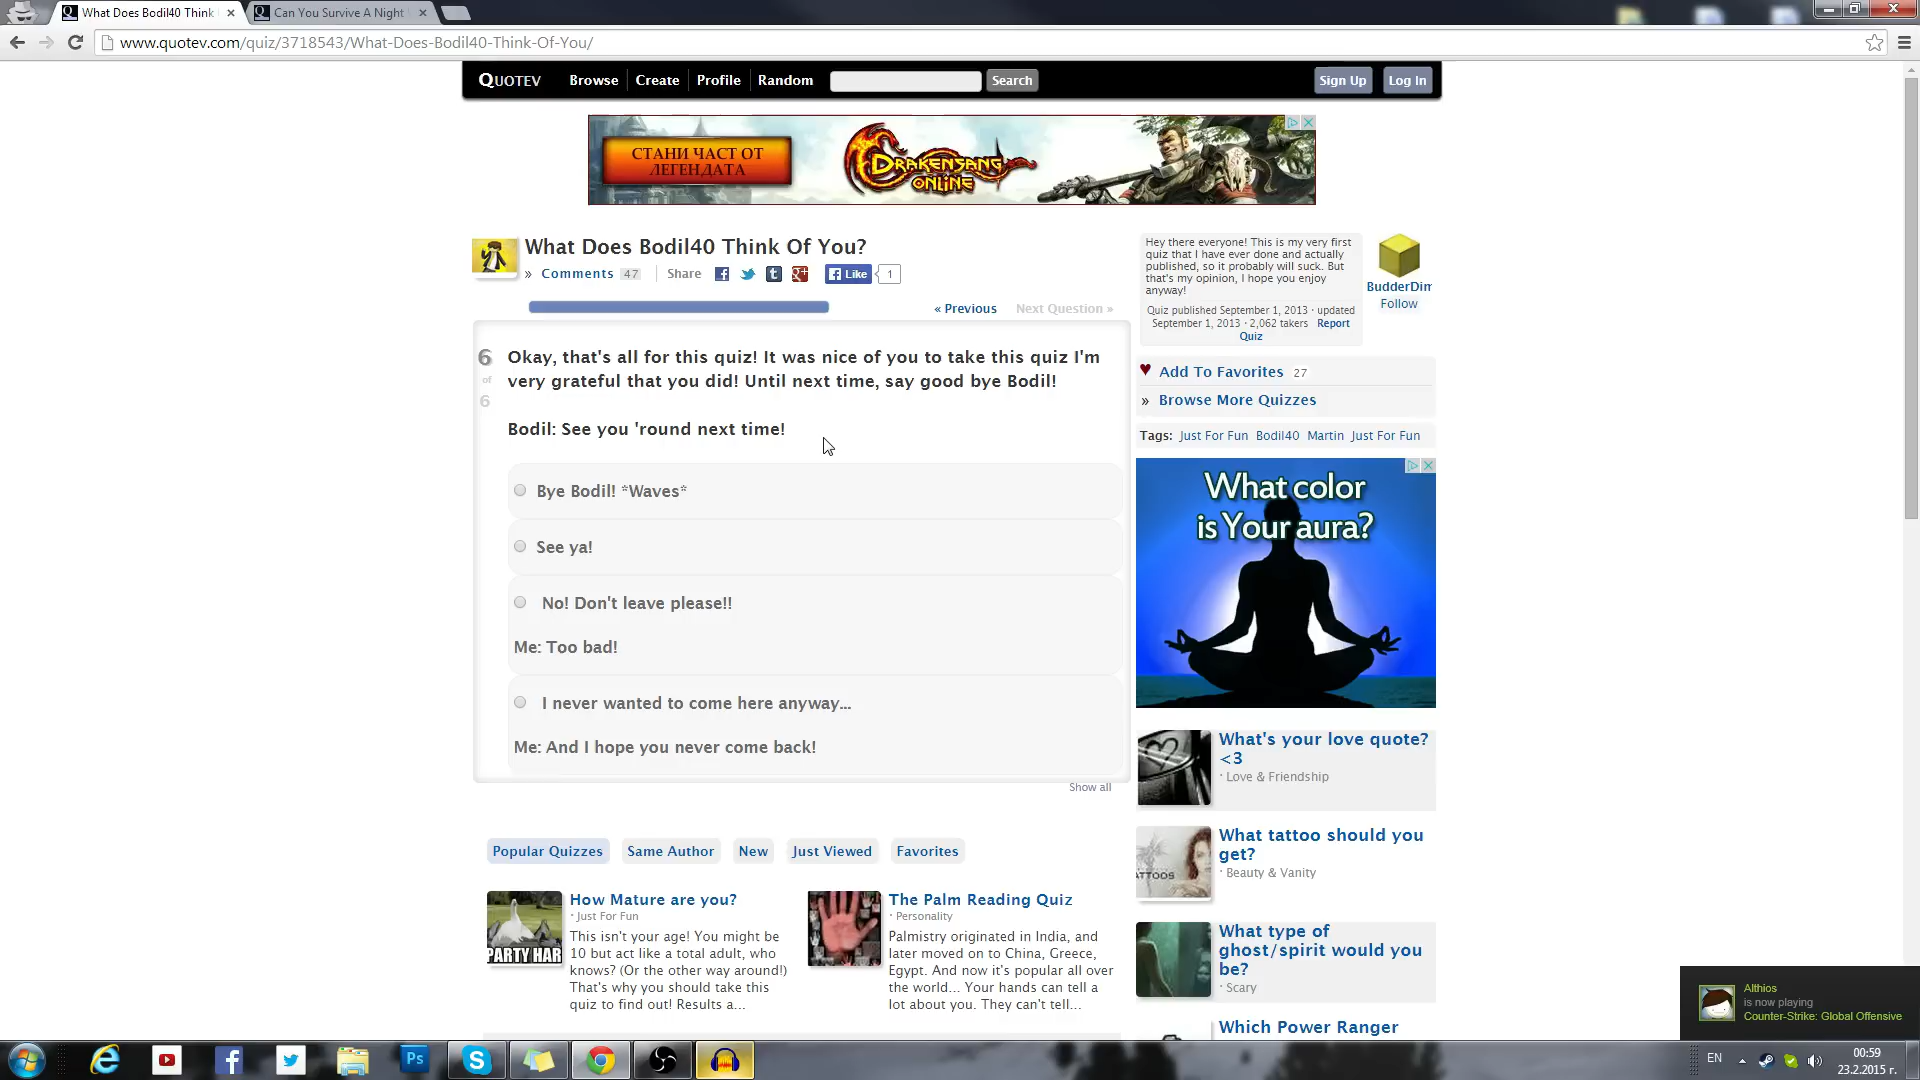 What Does Bodil40 Think
Can You Survive A Night
www.quotev.com/quiz/3718543/What-Does-Bodil40-Think-Of-You/
QUOTEV
Browse
Create
Profile
Random
Search
Sign Up
Log In
СТАНИ ЧАСТ ОТ
ЛЕГЕНДАТА
DRAKENSANG
ONLINE
What Does Bodil40 Think Of You?
» Comments 47
Share
Like
1
« Previous
Next Question »
6
of
6
Okay, that's all for this quiz! It was nice of you to take this quiz I'm
very grateful that you did! Until next time, say good bye Bodil!
Bodil: See you 'round next time!
Bye Bodil! *Waves*
See ya!
No! Don't leave please!!
Me: Too bad!
I never wanted to come here anyway...
Me: And I hope you never come back!
Show all
Hey there everyone! This is my very first
quiz that I have ever done and actually
published, so it probably will suck. But
that's my opinion, I hope you enjoy
anyway!
Quiz published September 1, 2013 · updated
September 1, 2013 · 2,062 takers Report
Quiz
BudderDim
Follow
Add To Favorites 27
» Browse More Quizzes
Tags: Just For Fun Bodil40 Martin Just For Fun
What color
is Your aura?
What's your love quote?
<3
· Love & Friendship
What tattoo should you
get?
· Beauty & Vanity
TTOOS
What type of
ghost/spirit would you
be?
· Scary
Which Power Ranger
Popular Quizzes
Same Author
New
Just Viewed
Favorites
PARTY HAR
How Mature are you?
· Just For Fun
This isn't your age! You might be
10 but act like a total adult, who
knows? (Or the other way around!)
That's why you should take this
quiz to find out! Results a...
The Palm Reading Quiz
· Personality
Palmistry originated in India, and
later moved on to China, Greece,
Egypt. And now it's popular all over
the world... Your hands can tell a
lot about you. They can't tell...
Althios
is now playing
Counter-Strike: Global Offensive
Ps
EN
00:59
23.2.2015 г.